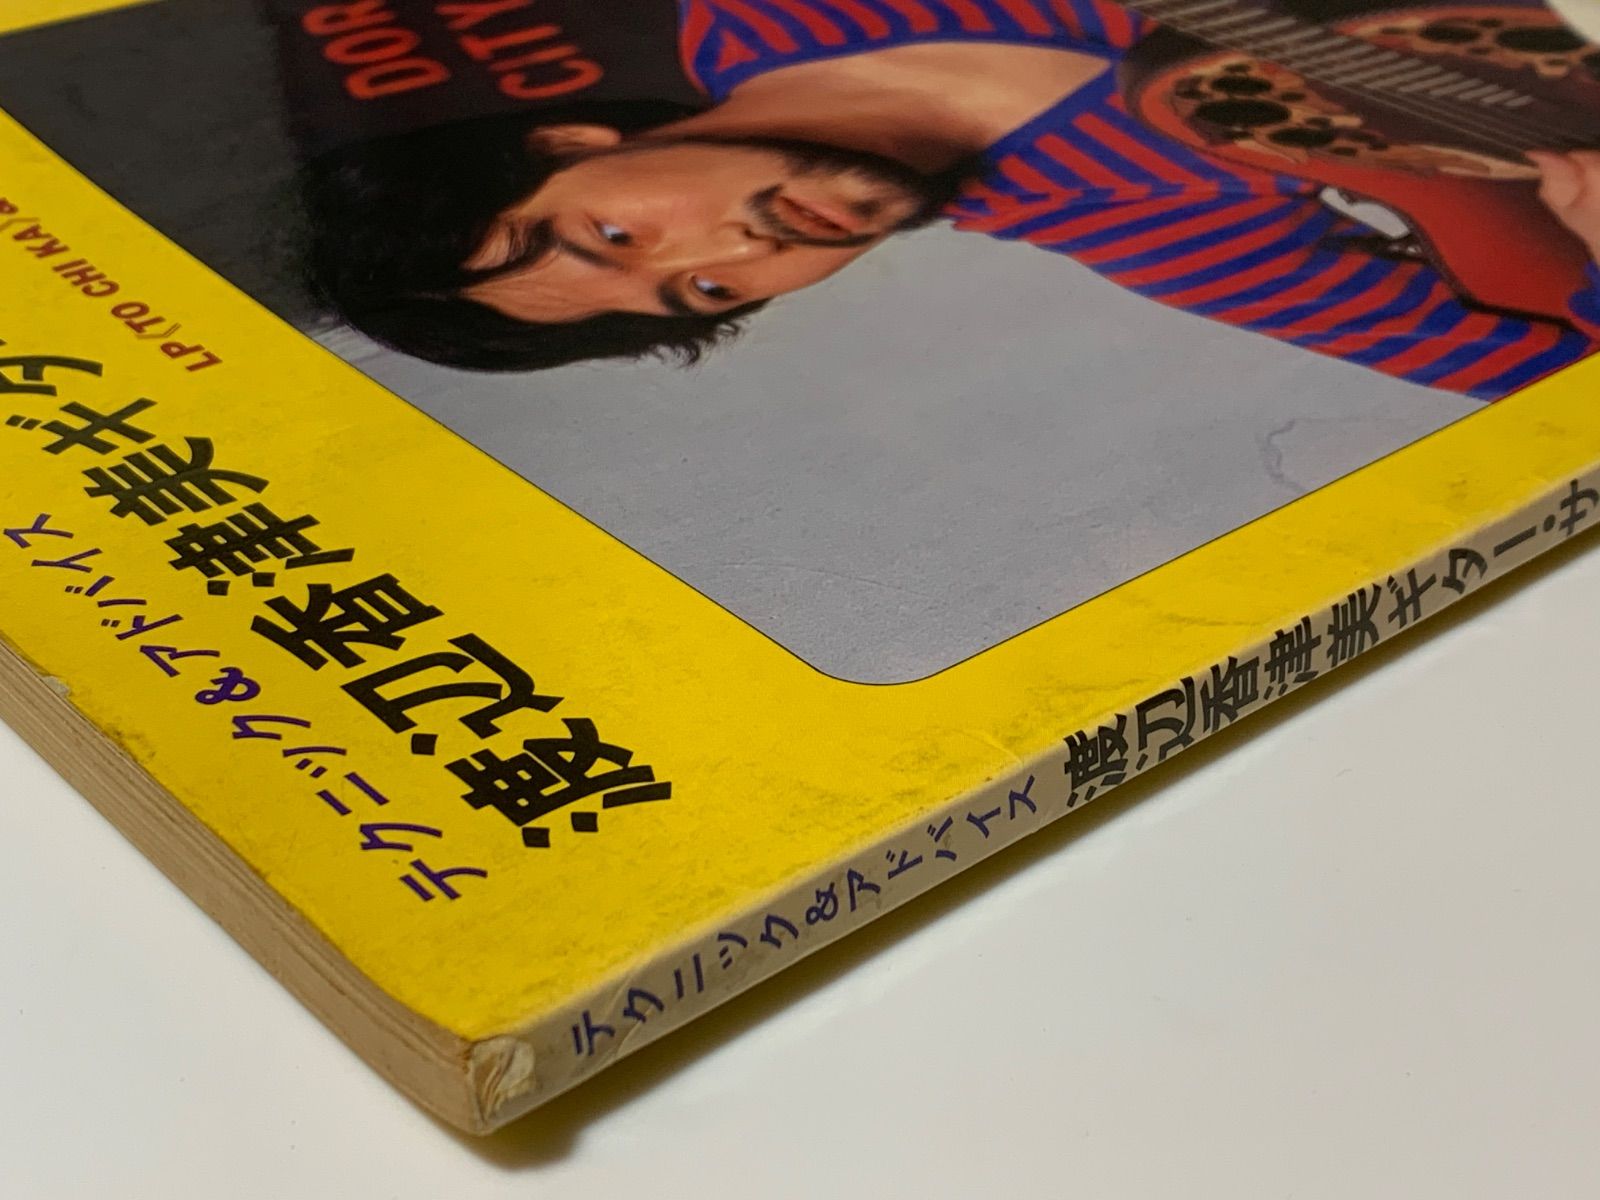 テクニック&アドバイス
渡辺香津美ギタ
LP《TO CHI KA》&
DOR
CITY
テクニック&アドバイス 渡辺香津美ギター・サ